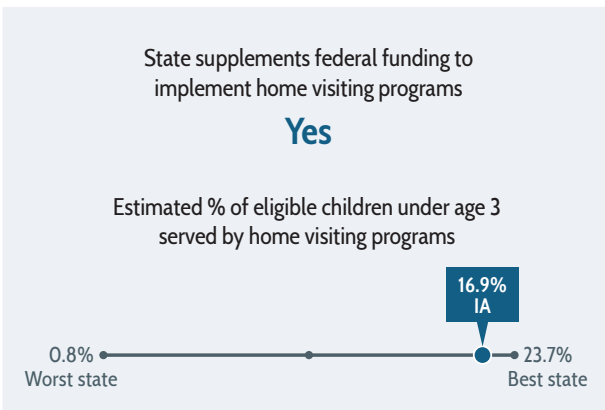 State supplements federal funding to
implement home visiting programs
Yes
Estimated % of eligible children under age 3
served by home visiting programs
16.9%
IA
0.8%
23.7%
Worst state
Best state